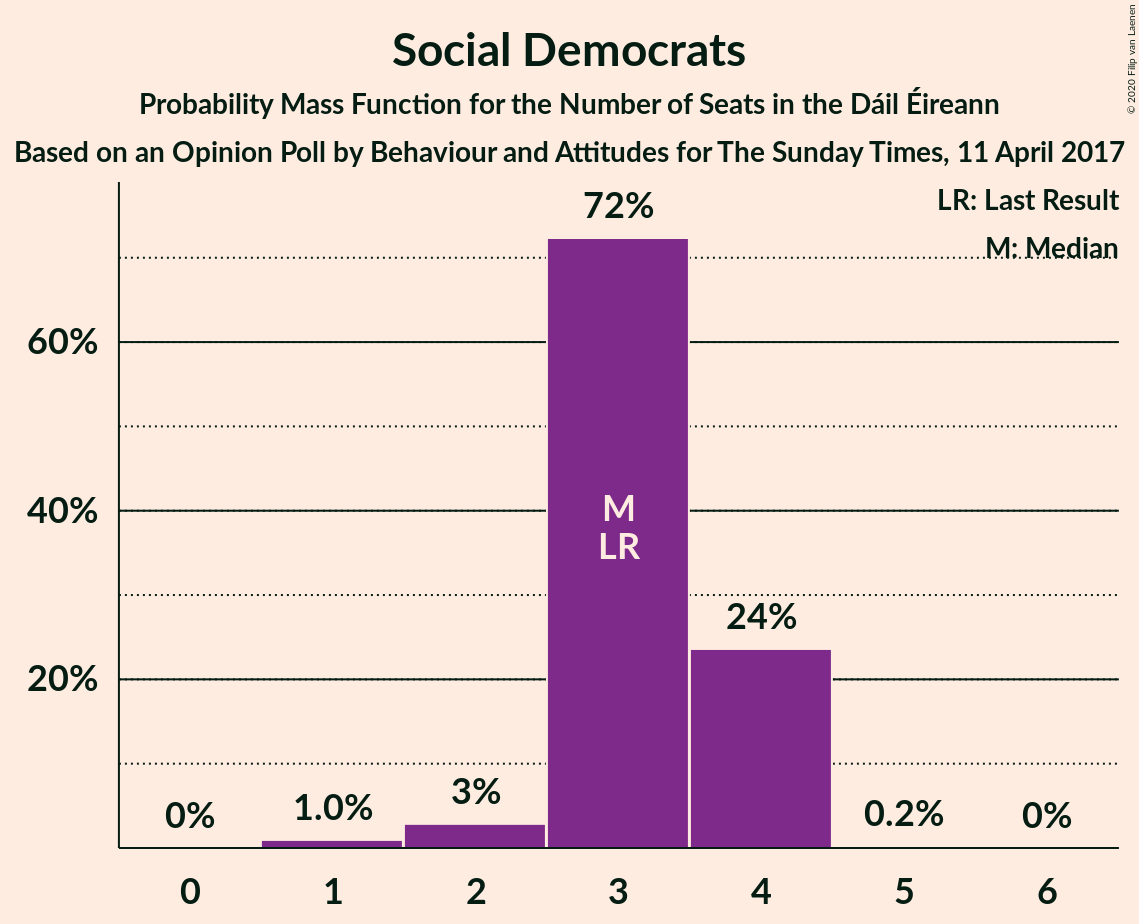 Social Democrats
Probability Mass Function for the Number of Seats in the Dáil Éireann
Based on an Opinion Poll by Behaviour and Attitudes for The Sunday Times, 11 April 2017
© 2020 Filip van Laenen
LR: Last Result
M: Median
72%
60%
40%
20%
M
LR
24%
0%
1.0%
3%
0.2%
0%
0 1 2 3 4 5 6